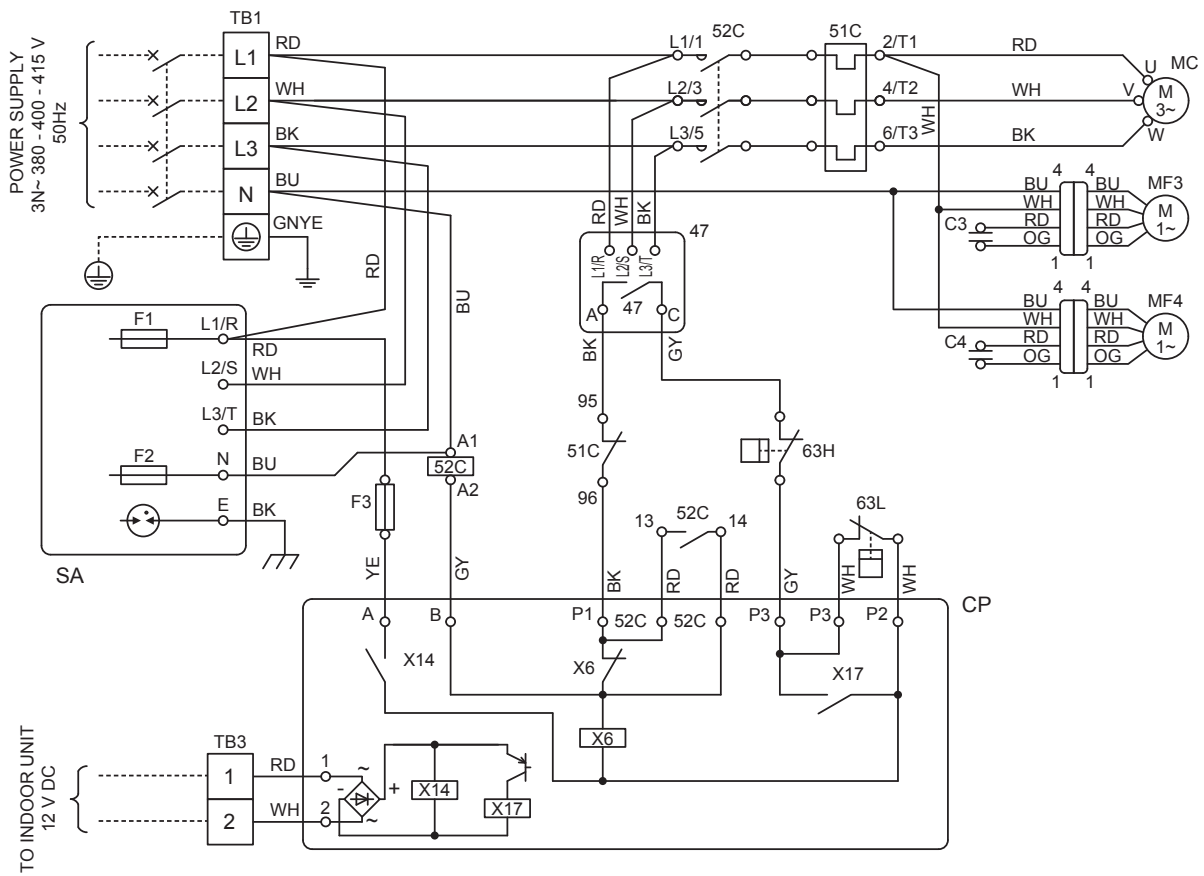 TB1
52C
51C
L1
RD
L1/1
2/T1
RD
U
MC
M
3~
V
W
POWER SUPPLY
3N~ 380 - 400 - 415 V
50Hz
L2
WH
L2/3
4/T2
WH
L3
BK
L3/5
6/T3
WH
BK
N
BU
GNYE
RD
WH
BK
47
L1/R
L2/S
L3/T
47
A
C
4
4
BU
WH
RD
OG
BU
WH
RD
OG
C3
1
1
MF3
M
1~
4
4
BU
WH
RD
OG
BU
WH
RD
OG
C4
1
1
MF4
M
1~
RD
BU
F1
L1/R
RD
L2/S
WH
L3/T
BK
F2
N
BU
E
BK
SA
A1
52C
A2
F3
YE
GY
BK
GY
95
51C
96
63H
13
52C
14
63L
BK
RD
RD
GY
WH
WH
CP
A
B
P1
52C
52C
P3
P3
P2
X14
X6
X17
X6
TO INDOOR UNIT
12 V DC
TB3
1
RD
1
~
-
+
2
WH
2
~
X14
X17